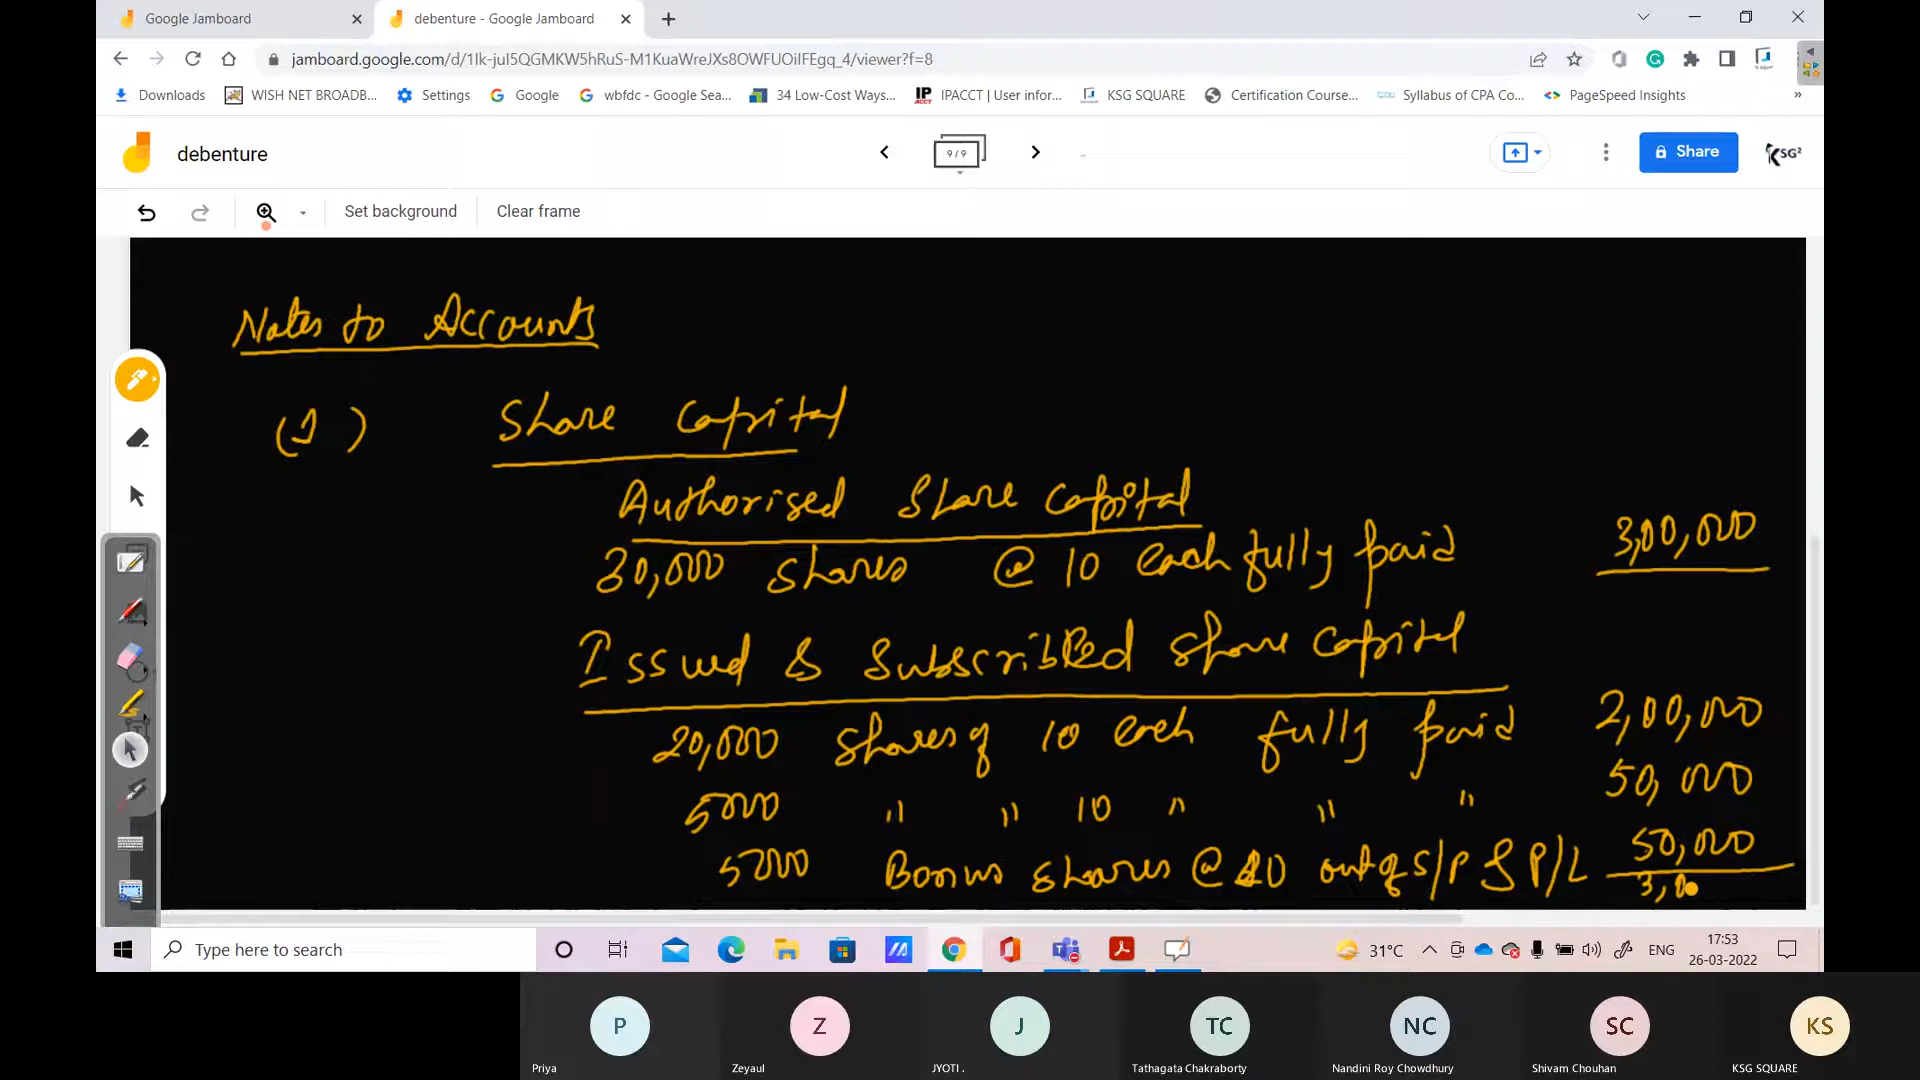 Google Jamboard
debenture - Google Jamboard
jamboard.google.com/d/1Ik-juI5QGMKW5hRuS-M1KuaWreJXs8OWFUOiIFEgq_4/viewer?f=8
Downloads WISH NET BROADB... Settings Google wbfdc - Google Sea... 34 Low-Cost Ways... IPACCT | User infor... KSG SQUARE Certification Course... Syllabus of CPA Co... PageSpeed Insights »
debenture 9 / 9 Share KSG²
Set background Clear frame
Notes to Accounts
(1) Share Capital
Authorised Share Capital
30,000 shares @ 10 each fully paid 3,00,000
Issued & Subscribed Share Capital
20,000 shares of 10 each fully paid 2,00,000
5000 " " 10 " " " 50,000
5000 Bonus shares @ 10 out of S/P & P/L 50,000
3,0
Type here to search 31°C ENG 17:53
26-03-2022
P Z J TC NC SC KS
Priya Zeyaul JYOTI . Tathagata Chakraborty Nandini Roy Chowdhury Shivam Chouhan KSG SQUARE